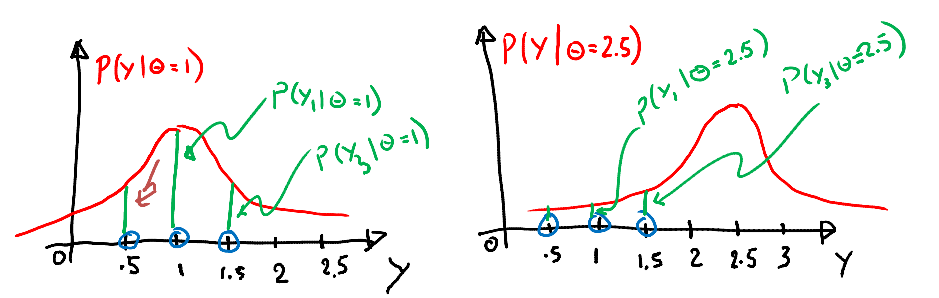 P(Y|θ=1)
P(y₁|θ=1)
P(y₃|θ=1)
0 .5 1 1.5 2 2.5 Y
P(Y|θ=2.5)
P(y₁|θ=2.5)
P(y₃|θ=2.5)
0 .5 1 1.5 2 2.5 3 Y